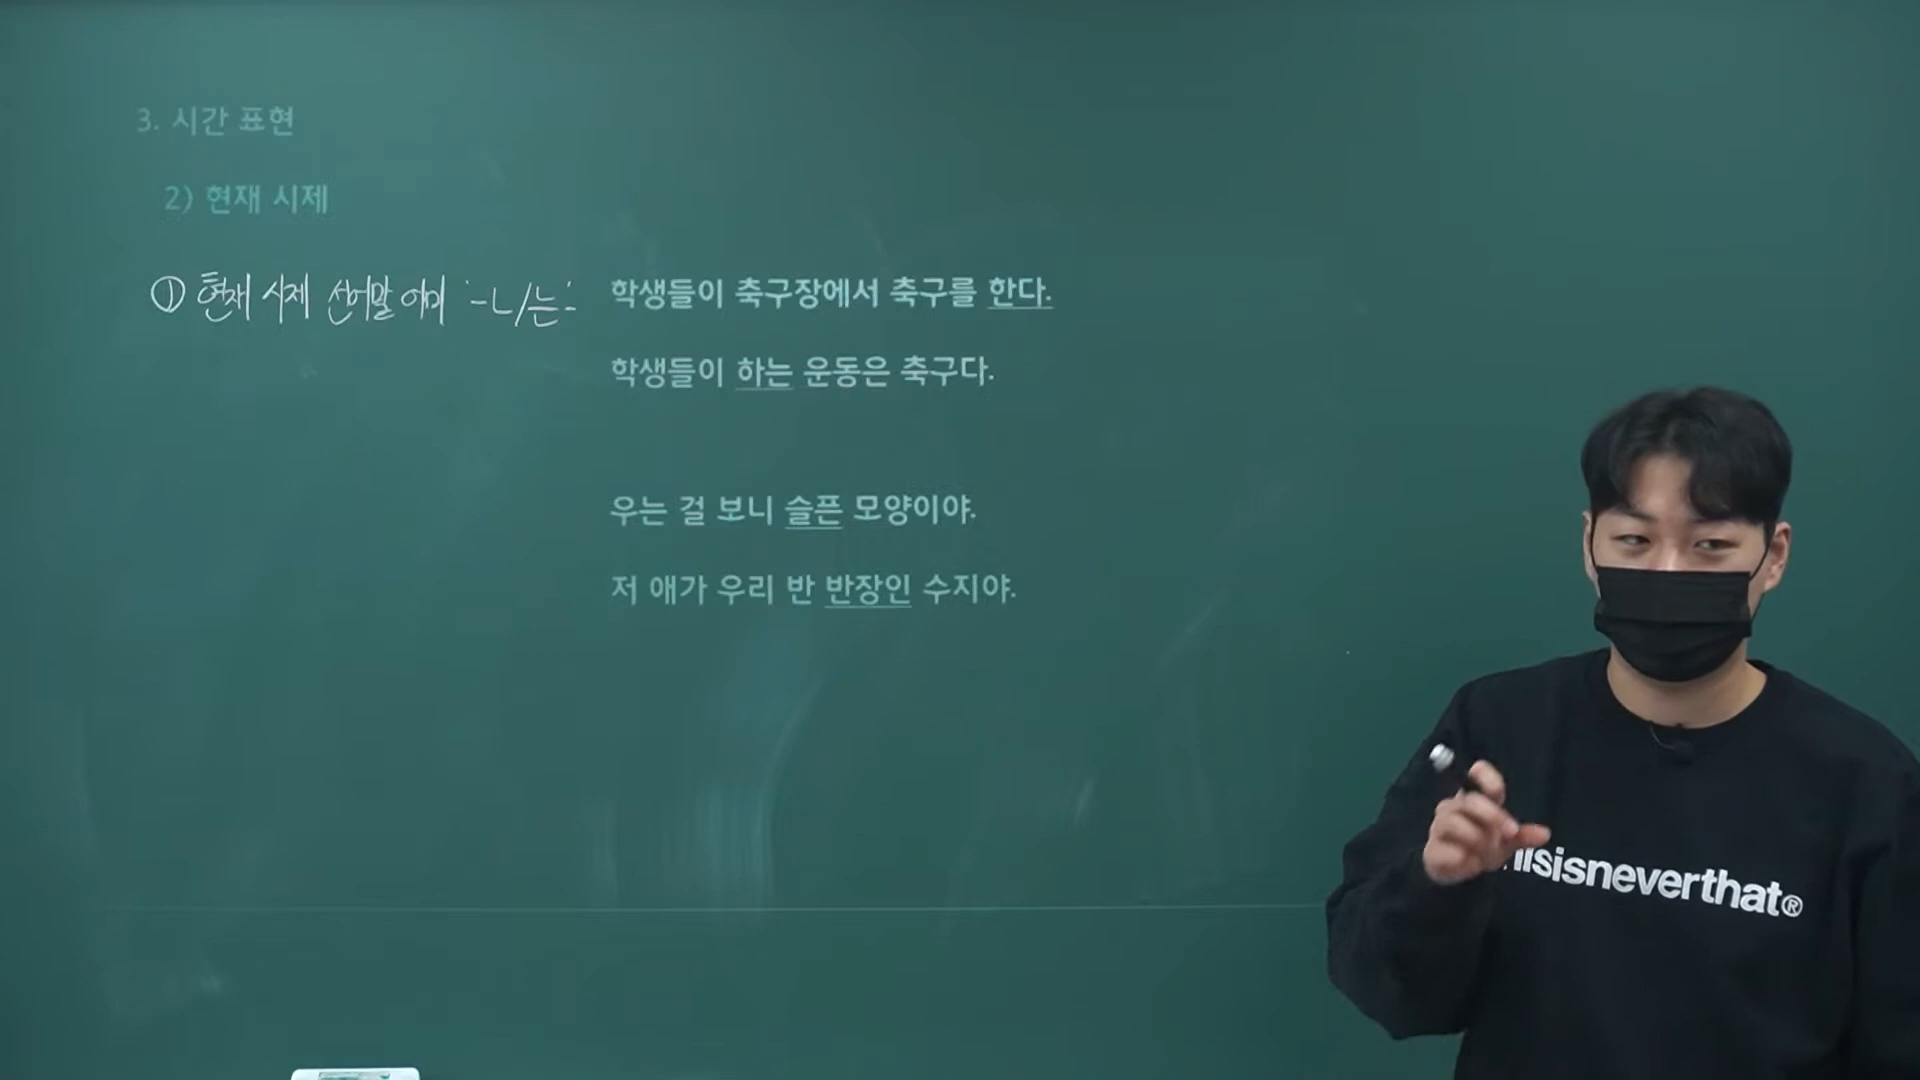 3. 시간 표현
2) 현재 시제
① 현재 시제 선어말 어미 '-ㄴ/는-'
학생들이 축구장에서 축구를 한다.
학생들이 하는 운동은 축구다.
우는 걸 보니 슬픈 모양이야.
저 애가 우리 반 반장인 수지야.
isisneverthat®